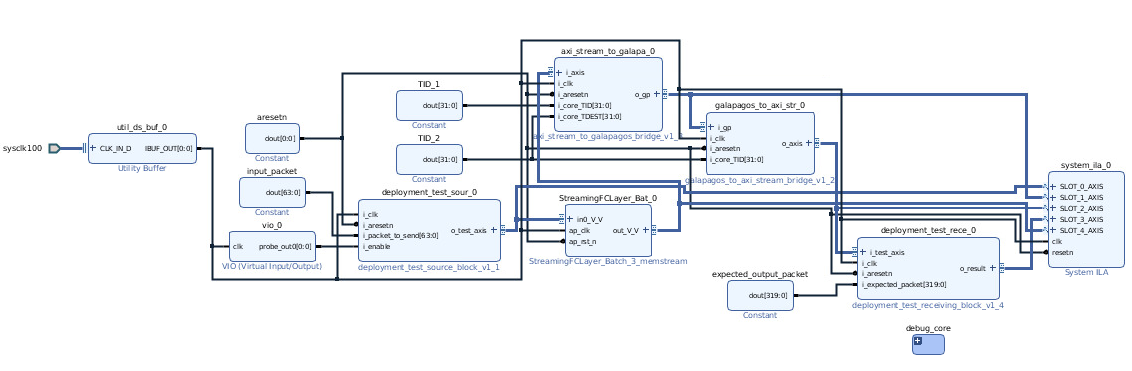 sysclk100
util_ds_buf_0
CLK_IN_D IBUF_OUT[0:0]
Utility Buffer
aresetn
dout[0:0]
Constant
input_packet
dout[63:0]
Constant
vio_0
clk probe_out0[0:0]
VIO (Virtual Input/Output)
TID_1
dout[31:0]
Constant
TID_2
dout[31:0]
Constant
deployment_test_sour_0
i_clk
i_aresetn
i_packet_to_send[63:0]
i_enable
o_test_axis
deployment_test_source_block_v1_1
axi_stream_to_galapa_0
i_axis
i_clk
i_aresetn
i_core_TID[31:0]
i_core_TDEST[31:0]
o_gp
axi_stream_to_galapagos_bridge_v1_1
StreamingFCLayer_Bat_0
in0_V_V
ap_clk
ap_rst_n
out_V_V
StreamingFCLayer_Batch_3_memstream
galapagos_to_axi_str_0
i_gp
i_clk
i_aresetn
i_core_TID[31:0]
o_axis
galapagos_to_axi_stream_bridge_v1_2
expected_output_packet
dout[319:0]
Constant
deployment_test_rece_0
i_test_axis
i_clk
i_aresetn
i_expected_packet[319:0]
o_result
deployment_test_receiving_block_v1_4
system_ila_0
SLOT_0_AXIS
SLOT_1_AXIS
SLOT_2_AXIS
SLOT_3_AXIS
SLOT_4_AXIS
clk
resetn
System ILA
debug_core